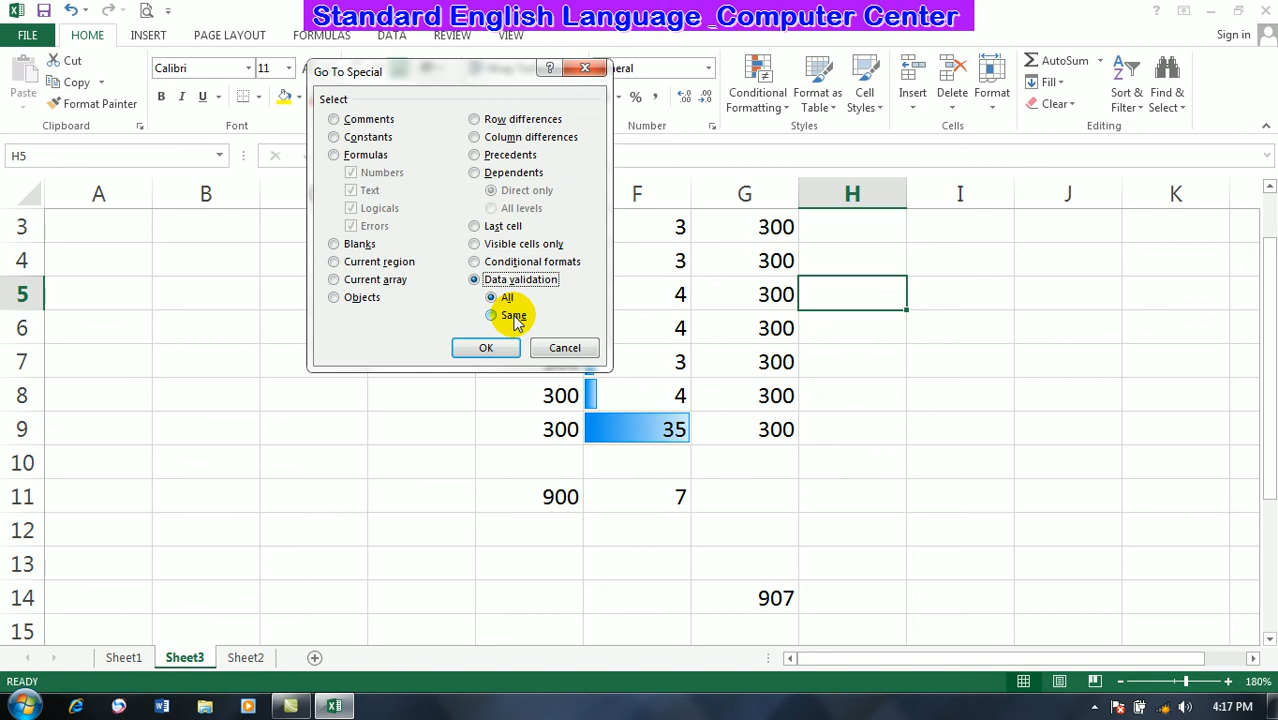 Standard English Language _Computer Center
FILE HOME INSERT PAGE LAYOUT FORMULAS DATA REVIEW VIEW Sign in
Cut
Copy
Format Painter
Paste
Clipboard
Calibri 11
B I U
Font
Go To Special
Select
Comments
Constants
Formulas
Numbers
Text
Logicals
Errors
Blanks
Current region
Current array
Objects
Row differences
Column differences
Precedents
Dependents
Direct only
All levels
Last cell
Visible cells only
Conditional formats
Data validation
All
Same
OK Cancel
neral
% ,
Number
Conditional Formatting
Format as Table
Cell Styles
Styles
Insert Delete Format
Cells
AutoSum
Fill
Clear
Sort & Filter
Find & Select
Editing
H5
A B F G H I J K
3 3 300
4 3 300
5 4 300
6 4 300
7 3 300
8 300 4 300
9 300 35 300
10
11 900 7
12
13
14 907
15
Sheet1 Sheet3 Sheet2
READY 180%
4:17 PM